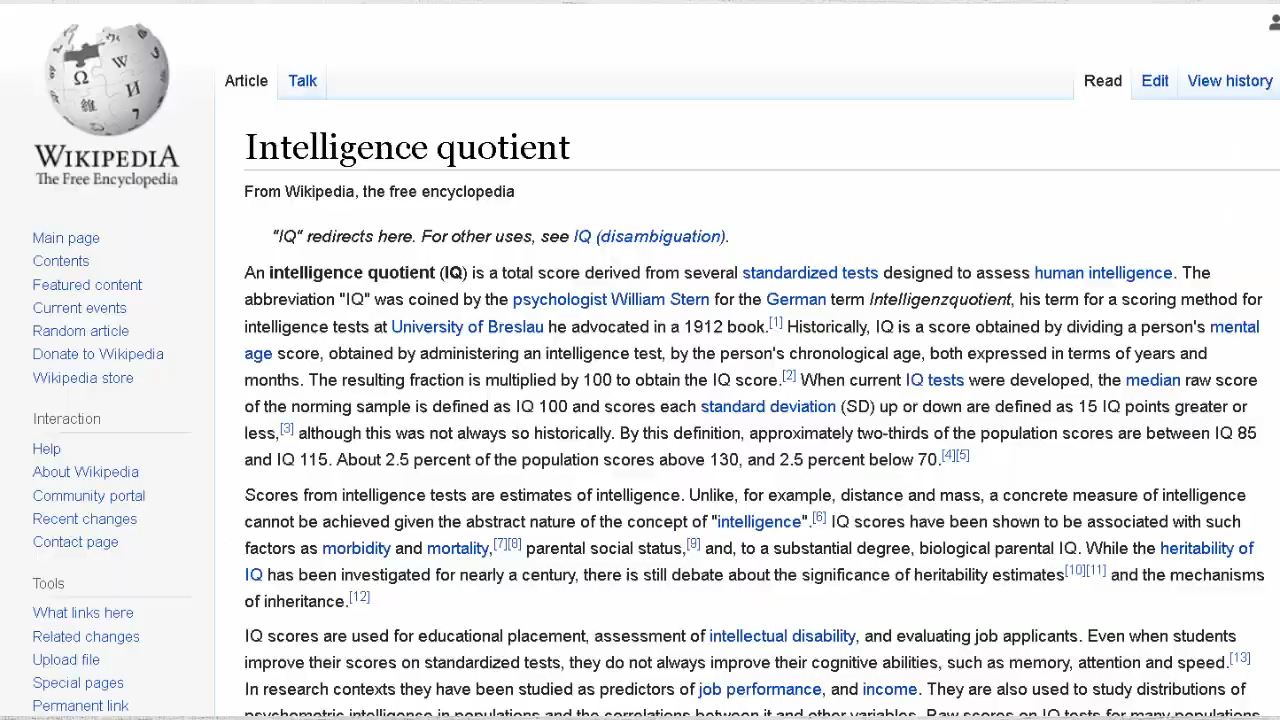 WIKIPEDIA
The Free Encyclopedia
Main page
Contents
Featured content
Current events
Random article
Donate to Wikipedia
Wikipedia store
Interaction
Help
About Wikipedia
Community portal
Recent changes
Contact page
Tools
What links here
Related changes
Upload file
Special pages
Permanent link
Article Talk Read Edit View history
Intelligence quotient
From Wikipedia, the free encyclopedia
"IQ" redirects here. For other uses, see IQ (disambiguation).
An intelligence quotient (IQ) is a total score derived from several standardized tests designed to assess human intelligence. The
abbreviation "IQ" was coined by the psychologist William Stern for the German term Intelligenzquotient, his term for a scoring method for
intelligence tests at University of Breslau he advocated in a 1912 book.[1] Historically, IQ is a score obtained by dividing a person's mental
age score, obtained by administering an intelligence test, by the person's chronological age, both expressed in terms of years and
months. The resulting fraction is multiplied by 100 to obtain the IQ score.[2] When current IQ tests were developed, the median raw score
of the norming sample is defined as IQ 100 and scores each standard deviation (SD) up or down are defined as 15 IQ points greater or
less,[3] although this was not always so historically. By this definition, approximately two-thirds of the population scores are between IQ 85
and IQ 115. About 2.5 percent of the population scores above 130, and 2.5 percent below 70.[4][5]
Scores from intelligence tests are estimates of intelligence. Unlike, for example, distance and mass, a concrete measure of intelligence
cannot be achieved given the abstract nature of the concept of "intelligence".[6] IQ scores have been shown to be associated with such
factors as morbidity and mortality,[7][8] parental social status,[9] and, to a substantial degree, biological parental IQ. While the heritability of
IQ has been investigated for nearly a century, there is still debate about the significance of heritability estimates[10][11] and the mechanisms
of inheritance.[12]
IQ scores are used for educational placement, assessment of intellectual disability, and evaluating job applicants. Even when students
improve their scores on standardized tests, they do not always improve their cognitive abilities, such as memory, attention and speed.[13]
In research contexts they have been studied as predictors of job performance, and income. They are also used to study distributions of
psychometric intelligence in populations and the correlations between it and other variables. Raw scores on IQ tests for many populations